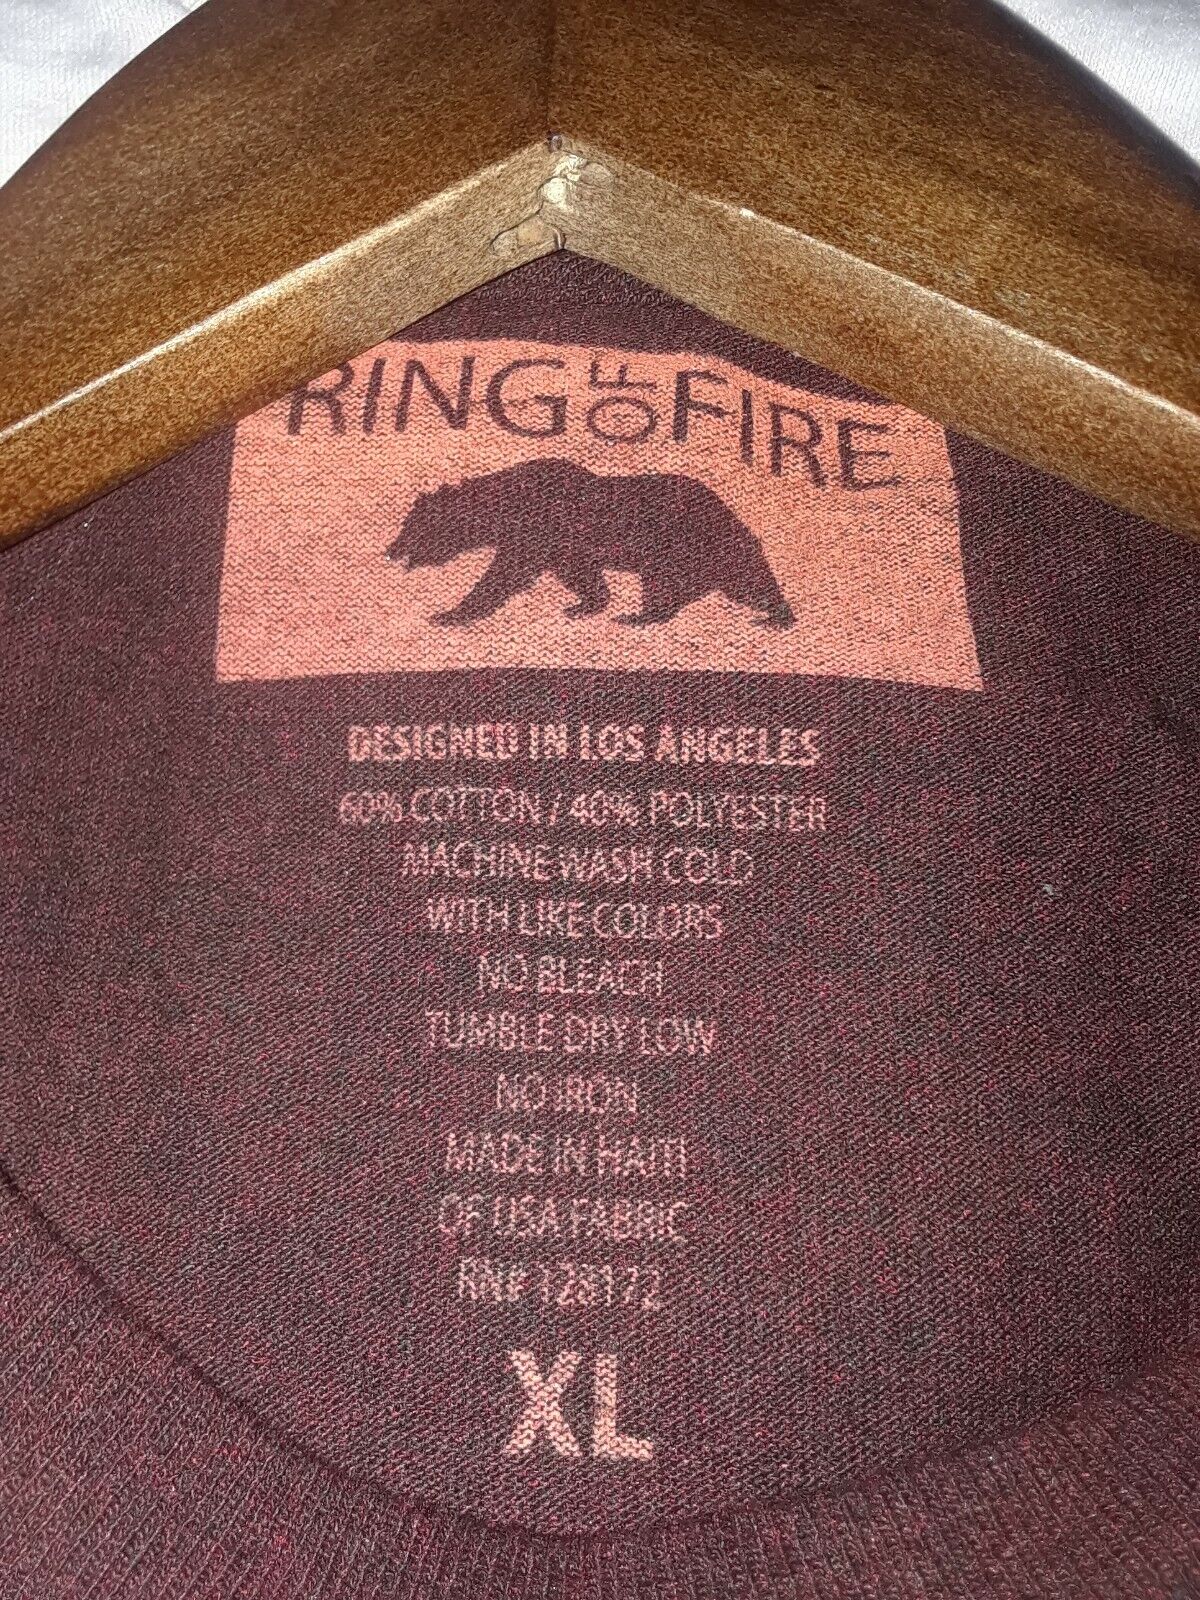 RING OF FIRE
DESIGNED IN LOS ANGELES
60% COTTON / 40% POLYESTER
MACHINE WASH COLD
WITH LIKE COLORS
NO BLEACH
TUMBLE DRY LOW
NO IRON
MADE IN HAITI
OF USA FABRIC
RN# 128172
XL